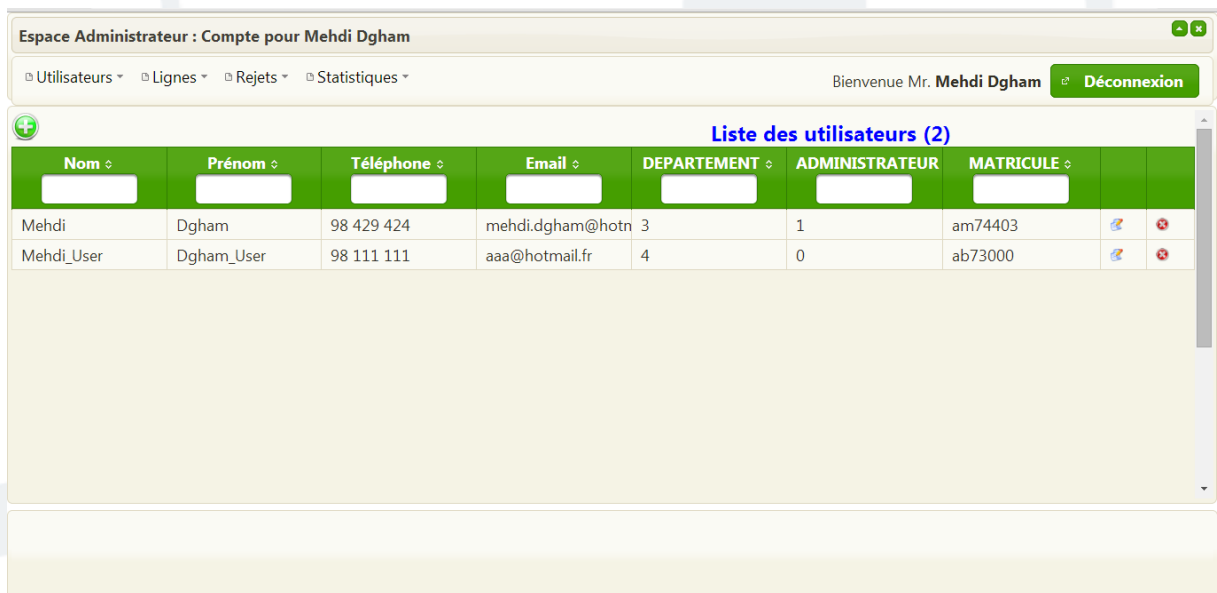 Espace Administrateur : Compte pour Mehdi Dgham
Utilisateurs Lignes Rejets Statistiques Bienvenue Mr. Mehdi Dgham Déconnexion
Liste des utilisateurs (2)
Nom Prénom Téléphone Email DEPARTEMENT ADMINISTRATEUR MATRICULE
Mehdi Dgham 98 429 424 mehdi.dgham@hotn 3 1 am74403
Mehdi_User Dgham_User 98 111 111 aaa@hotmail.fr 4 0 ab73000